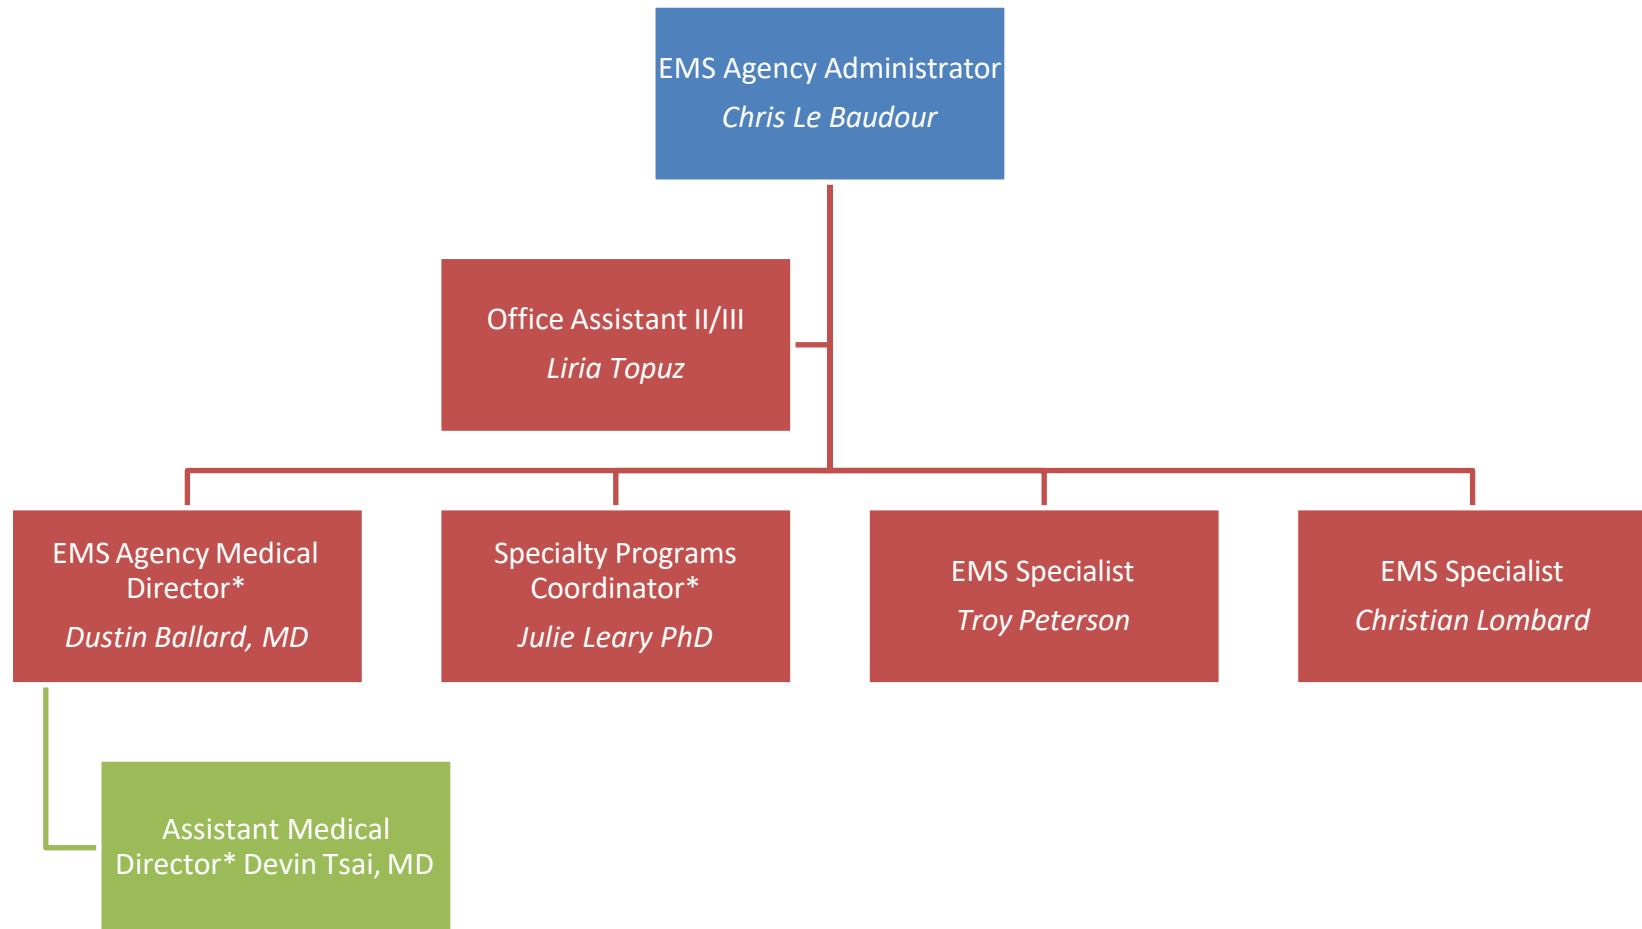 EMS Agency Administrator
Chris Le Baudour
Office Assistant II/III
Liria Topuz
EMS Agency Medical
Director*
Dustin Ballard, MD
Specialty Programs
Coordinator*
Julie Leary PhD
EMS Specialist
Troy Peterson
EMS Specialist
Christian Lombard
Assistant Medical
Director* Devin Tsai, MD